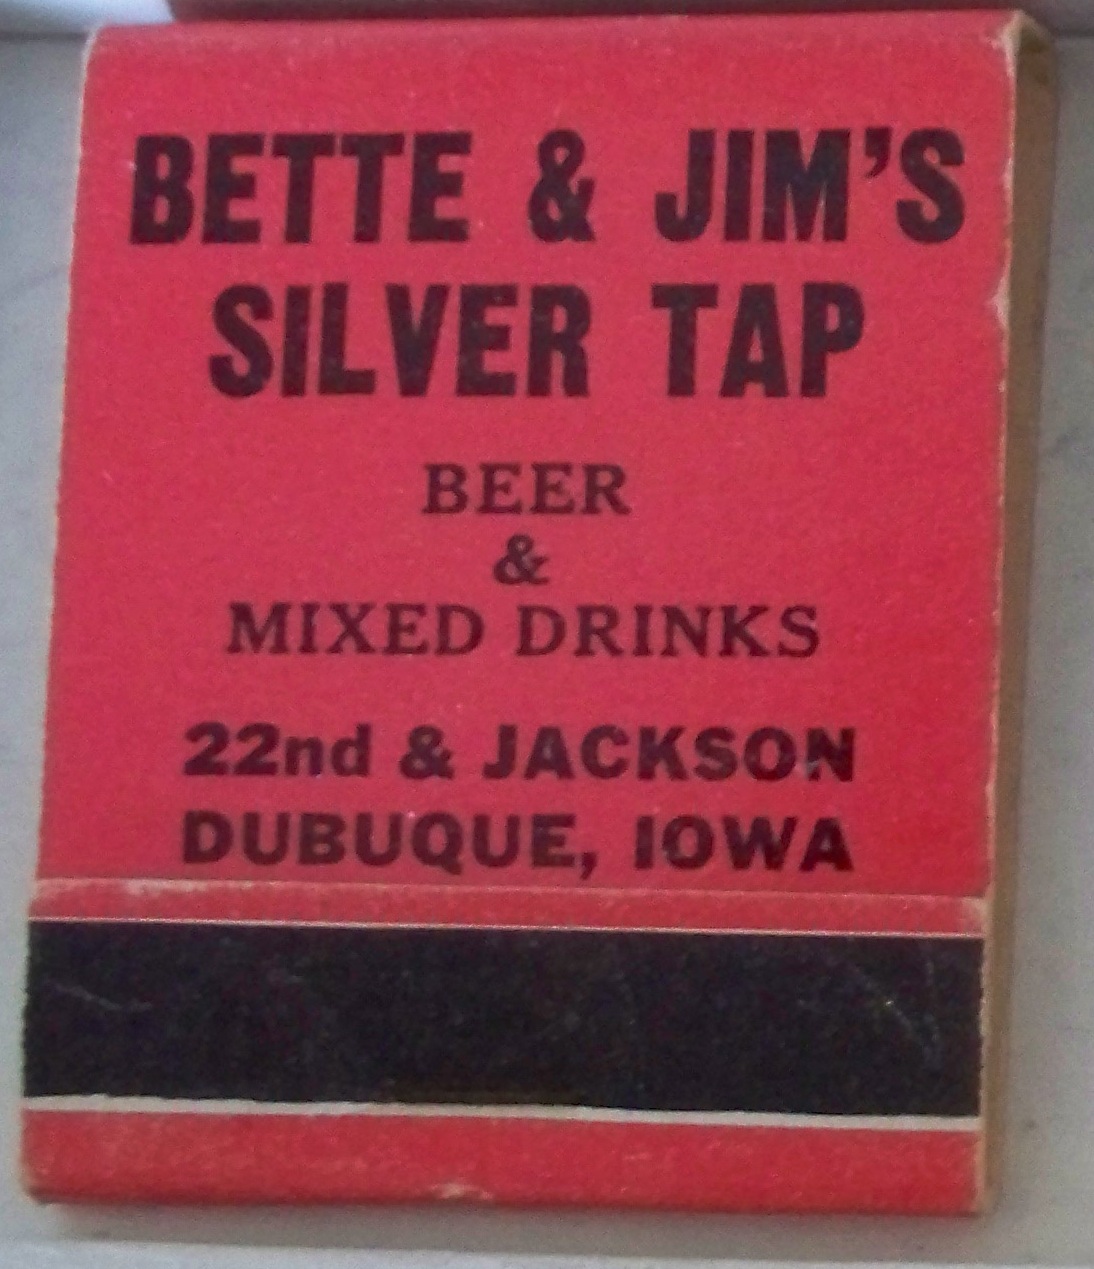 BETTE & JIM'S
SILVER TAP
BEER
&
MIXED DRINKS
22nd & JACKSON
DUBUQUE, IOWA